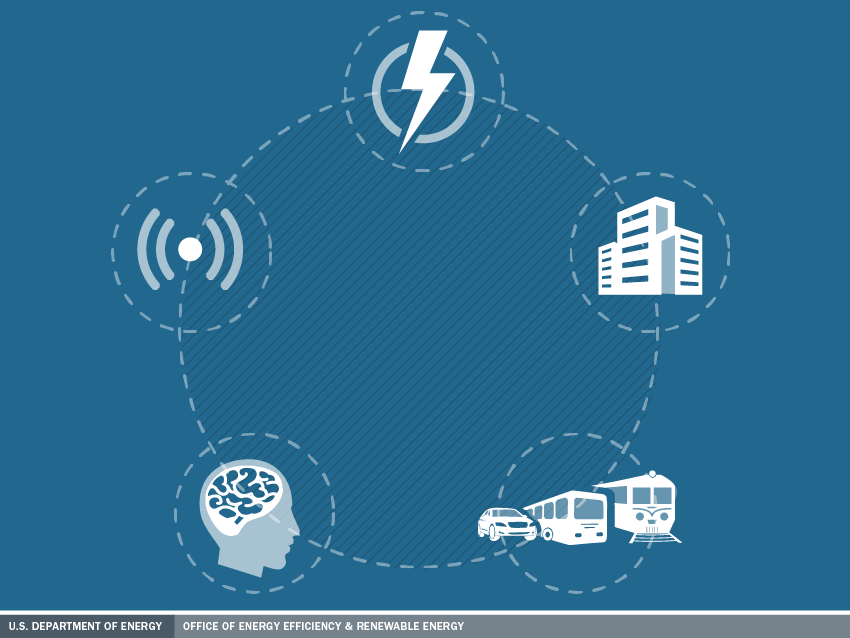 U.S. DEPARTMENT OF ENERGY OFFICE OF ENERGY EFFICIENCY & RENEWABLE ENERGY